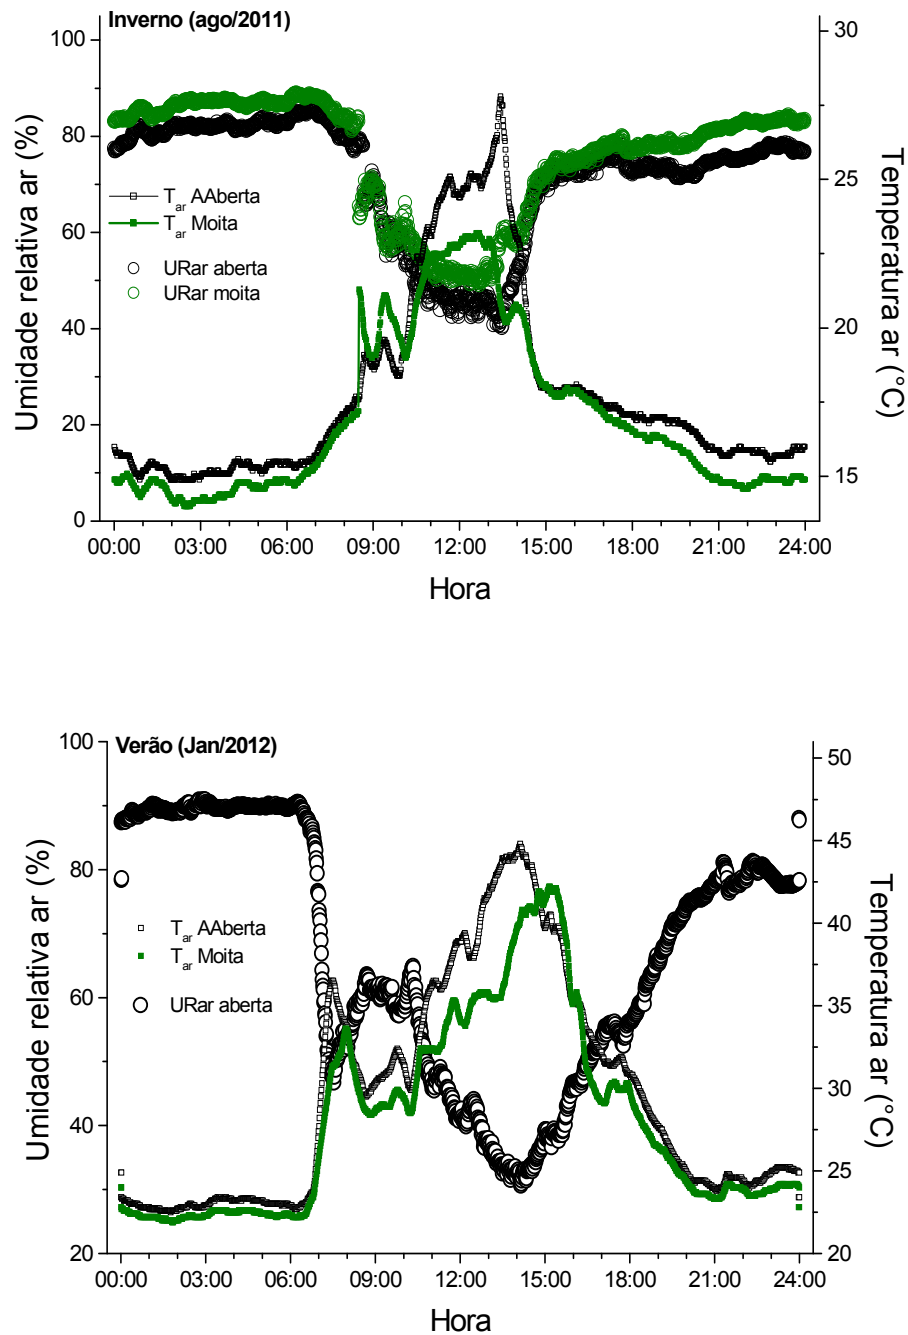 Inverno (ago/2011)
Umidade relativa ar (%)
100
80
60
40
20
0
T_ar AAberta
T_ar Moita
URar aberta
URar moita
30
25
20
15
Temperatura ar (°C)
00:00 03:00 06:00 09:00 12:00 15:00 18:00 21:00 24:00
Hora
Verão (Jan/2012)
Umidade relativa ar (%)
100
80
60
40
20
T_ar AAberta
T_ar Moita
URar aberta
50
45
40
35
30
25
20
Temperatura ar (°C)
00:00 03:00 06:00 09:00 12:00 15:00 18:00 21:00 24:00
Hora